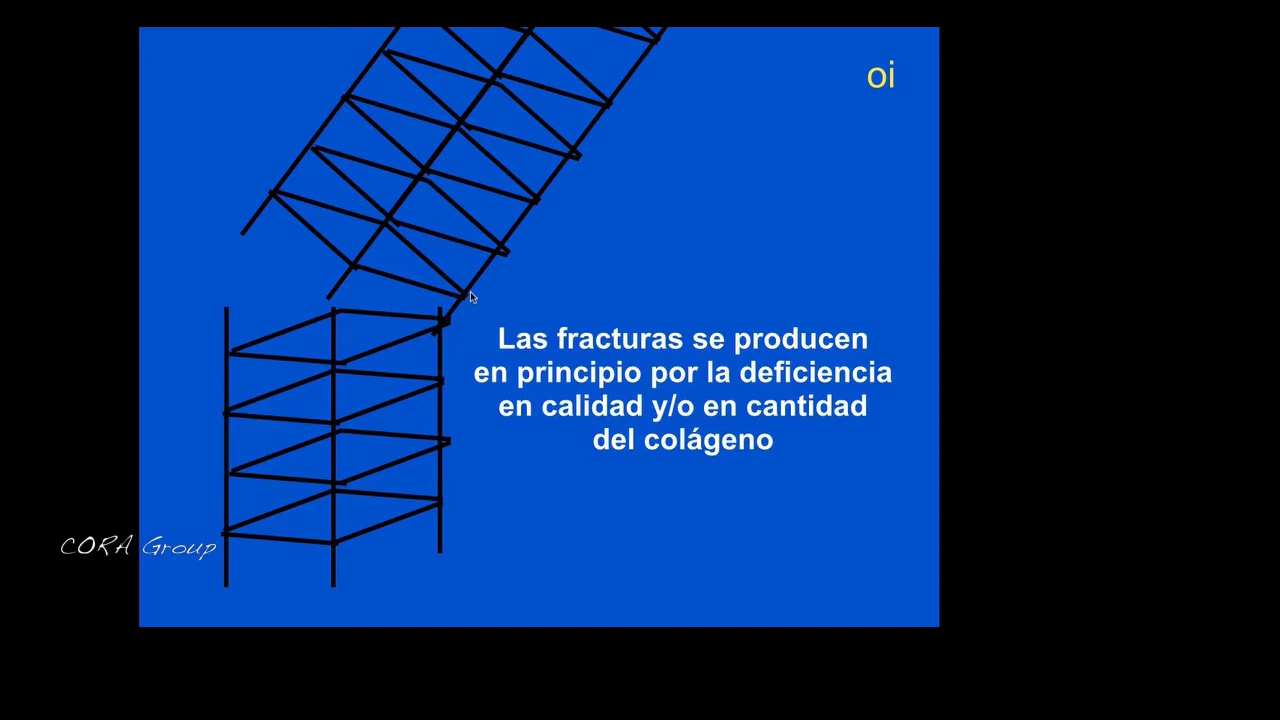 oi
Las fracturas se producen
en principio por la deficiencia
en calidad y/o en cantidad
del colágeno
CORA Group